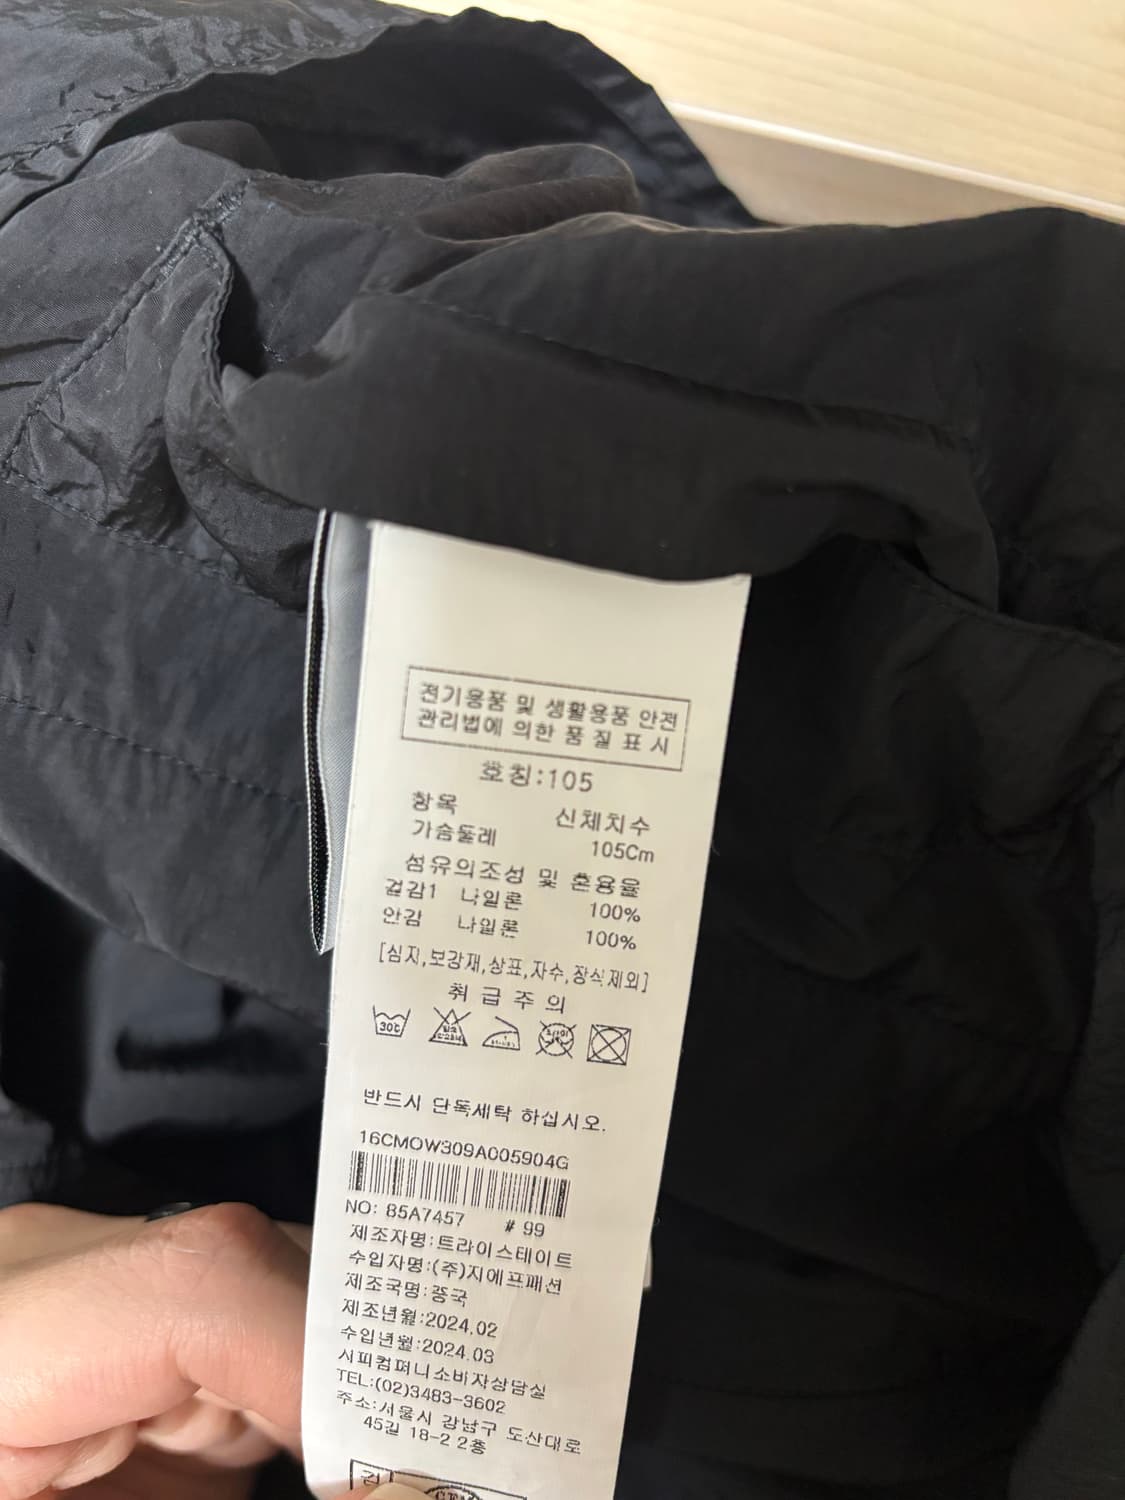 전기용품 및 생활용품 안전
관리법에 의한 품 질 표 시
호칭:105
항목 신체치수
가슴둘레 105Cm
섬유의조성 및 혼용율
겉감1 나일론 100%
안감 나일론 100%
[심지,보강재,상표,자수,장식제외]
취 급 주 의
30℃
반드시 단독세탁 하십시오.
16CMOW309A005904G
NO: 85A7457 # 99
제조자명:트라이스테이트
수입자명:(주)지에프패션
제조국명:중국
제조년월:2024.02
수입년월:2024.03
시피컴퍼니소비자상담실
TEL:(02)3483-3602
주소:서울시 강남구 도산대로
45길 18-2 2층
검